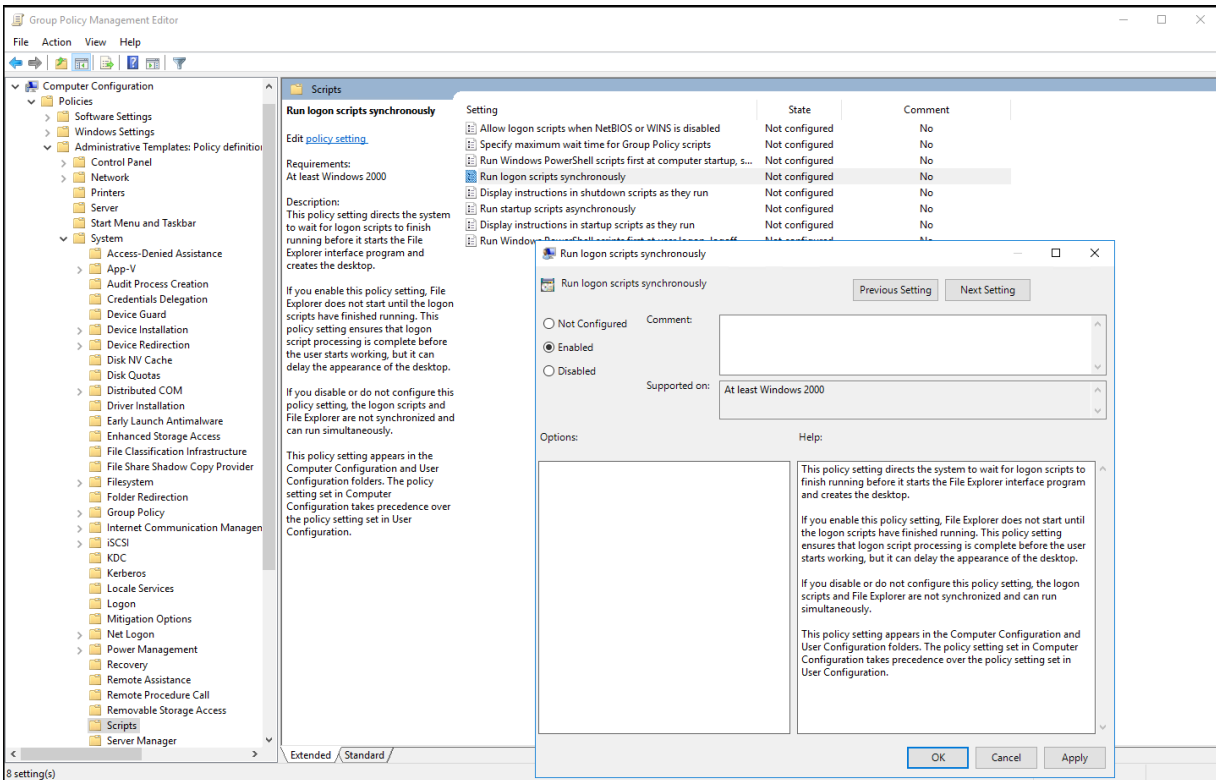 Group Policy Management Editor
File Action View Help
Computer Configuration
Policies
Software Settings
Windows Settings
Administrative Templates: Policy definition
Control Panel
Network
Printers
Server
Start Menu and Taskbar
System
Access-Denied Assistance
App-V
Audit Process Creation
Credentials Delegation
Device Guard
Device Installation
Device Redirection
Disk NV Cache
Disk Quotas
Distributed COM
Driver Installation
Early Launch Antimalware
Enhanced Storage Access
File Classification Infrastructure
File Share Shadow Copy Provider
Filesystem
Folder Redirection
Group Policy
Internet Communication Managen
iSCSI
KDC
Kerberos
Locale Services
Logon
Mitigation Options
Net Logon
Power Management
Recovery
Remote Assistance
Remote Procedure Call
Removable Storage Access
Scripts
Server Manager
8 setting(s)
Scripts
Run logon scripts synchronously
Edit policy setting
Requirements:
At least Windows 2000
Description:
This policy setting directs the system
to wait for logon scripts to finish
running before it starts the File
Explorer interface program and
creates the desktop.
If you enable this policy setting, File
Explorer does not start until the logon
scripts have finished running. This
policy setting ensures that logon
script processing is complete before
the user starts working, but it can
delay the appearance of the desktop.
If you disable or do not configure this
policy setting, the logon scripts and
File Explorer are not synchronized and
can run simultaneously.
This policy setting appears in the
Computer Configuration and User
Configuration folders. The policy
setting set in Computer
Configuration takes precedence over
the policy setting set in User
Configuration.
Setting State Comment
Allow logon scripts when NetBIOS or WINS is disabled Not configured No
Specify maximum wait time for Group Policy scripts Not configured No
Run Windows PowerShell scripts first at computer startup, s... Not configured No
Run logon scripts synchronously Not configured No
Display instructions in shutdown scripts as they run Not configured No
Run startup scripts asynchronously Not configured No
Display instructions in startup scripts as they run Not configured No
Run Windows PowerShell scripts first at user logon, logoff Not configured No
Extended Standard
Run logon scripts synchronously
Run logon scripts synchronously
Previous Setting Next Setting
Not Configured Comment:
Enabled
Disabled
Supported on: At least Windows 2000
Options: Help:
This policy setting directs the system to wait for logon scripts to
finish running before it starts the File Explorer interface program
and creates the desktop.
If you enable this policy setting, File Explorer does not start until
the logon scripts have finished running. This policy setting
ensures that logon script processing is complete before the user
starts working, but it can delay the appearance of the desktop.
If you disable or do not configure this policy setting, the logon
scripts and File Explorer are not synchronized and can run
simultaneously.
This policy setting appears in the Computer Configuration and
User Configuration folders. The policy setting set in Computer
Configuration takes precedence over the policy setting set in
User Configuration.
OK Cancel Apply